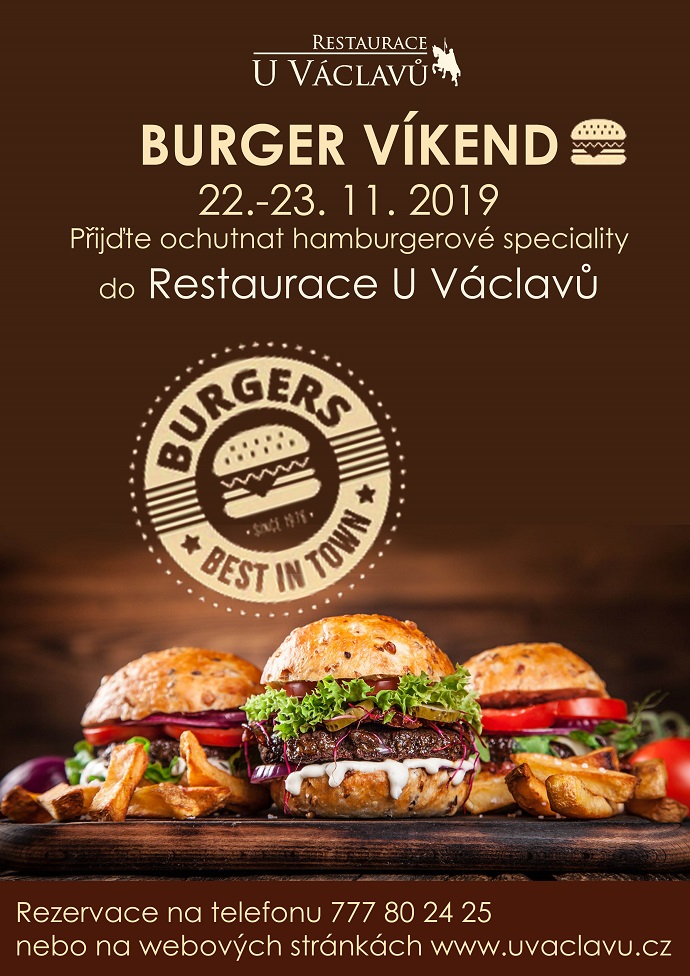 RESTAURACE
U VÁCLAVŮ
BURGER VÍKEND
22.-23. 11. 2019
Přijďte ochutnat hamburgerové speciality
do Restaurace U Václavů
BURGERS
• SINCE 1978 •
BEST IN TOWN
Rezervace na telefonu 777 80 24 25
nebo na webových stránkách www.uvaclavu.cz